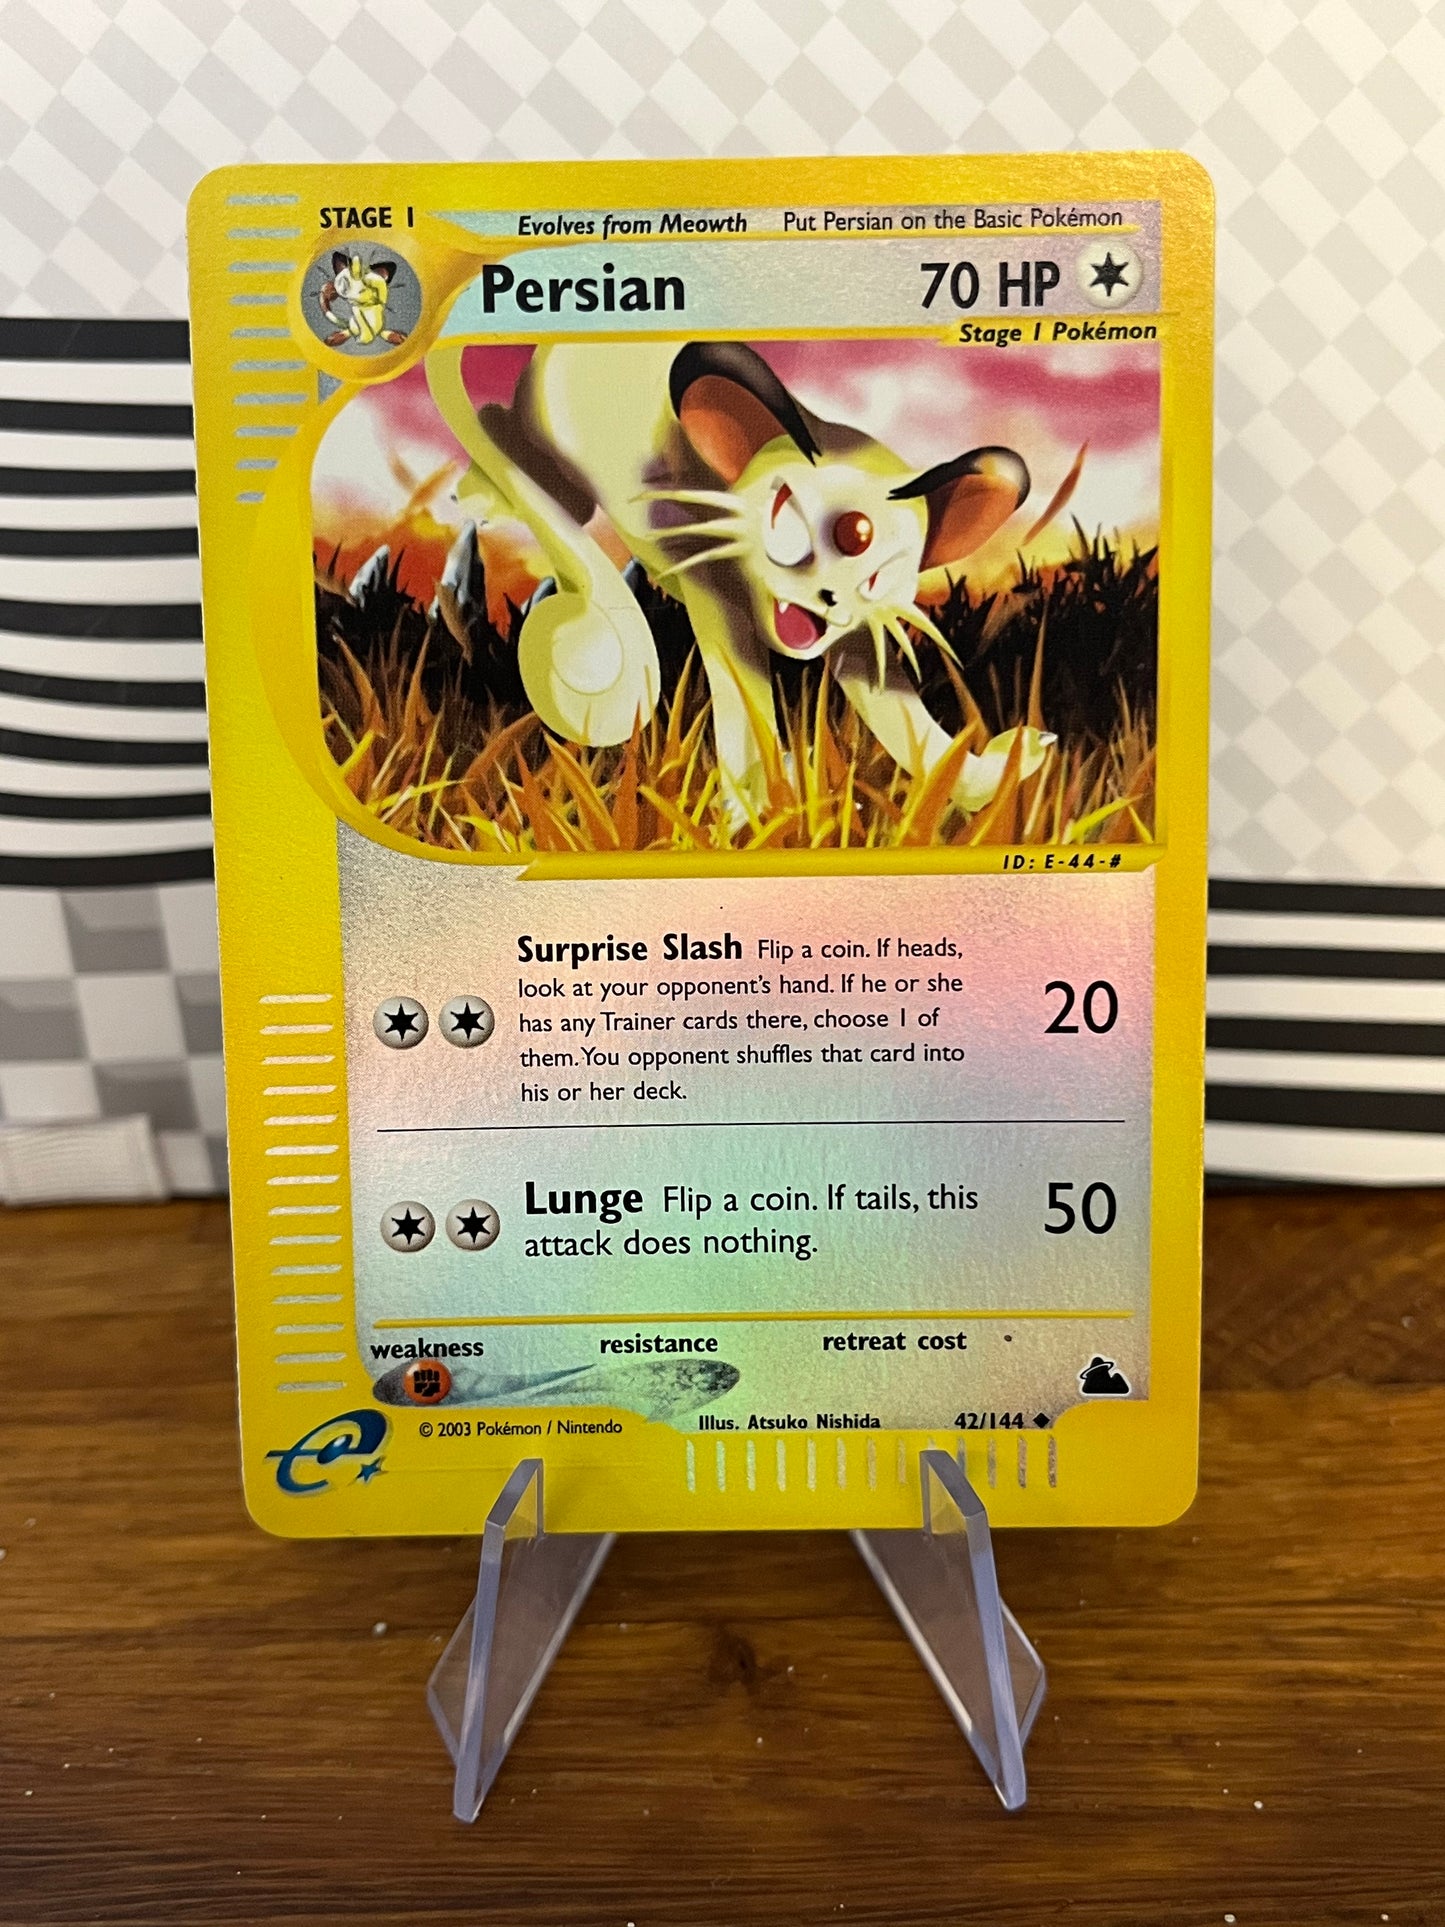 STAGE 1
Evolves from Meowth Put Persian on the Basic Pokémon
Persian 70 HP
Stage 1 Pokémon
ID: E-44-#
Surprise Slash Flip a coin. If heads,
look at your opponent's hand. If he or she
has any Trainer cards there, choose 1 of
them. You opponent shuffles that card into
his or her deck.
20
Lunge Flip a coin. If tails, this
attack does nothing.
50
weakness resistance retreat cost
© 2003 Pokémon / Nintendo Illus. Atsuko Nishida 42/144
e